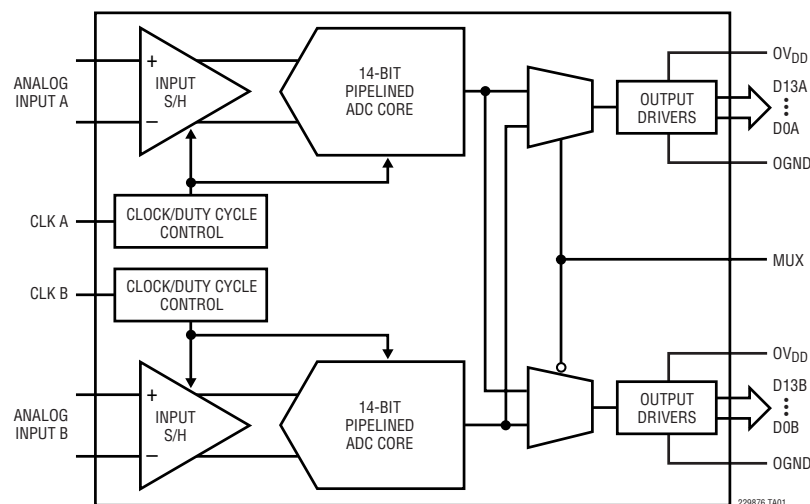 ANALOG
INPUT A
+
−
INPUT
S/H
14-BIT
PIPELINED
ADC CORE
OUTPUT
DRIVERS
OVDD
D13A
D0A
OGND
CLK A
CLOCK/DUTY CYCLE
CONTROL
MUX
CLK B
CLOCK/DUTY CYCLE
CONTROL
ANALOG
INPUT B
+
−
INPUT
S/H
14-BIT
PIPELINED
ADC CORE
OUTPUT
DRIVERS
OVDD
D13B
D0B
OGND
229876 TA01